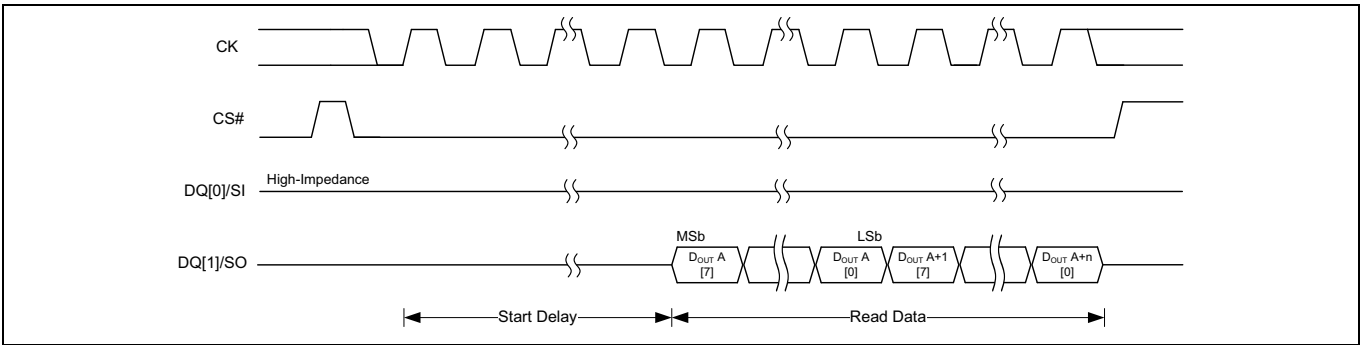 CK
CS#
DQ[0]/SI High-Impedance
DQ[1]/SO
MSb LSb
DOUT A DOUT A DOUT A+1 DOUT A+n
[7] [0] [7] [0]
Start Delay Read Data